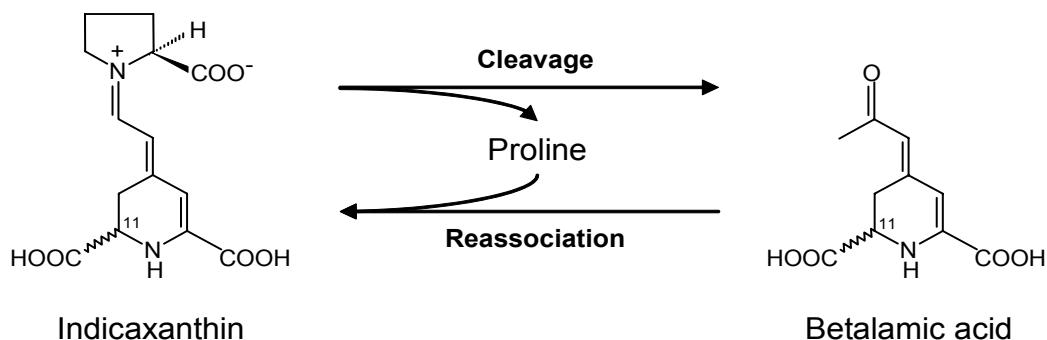 H
+
N
COO-
Cleavage
O
Proline
11
11
Reassociation
HOOC
N
H
COOH
HOOC
N
H
COOH
Indicaxanthin
Betalamic acid